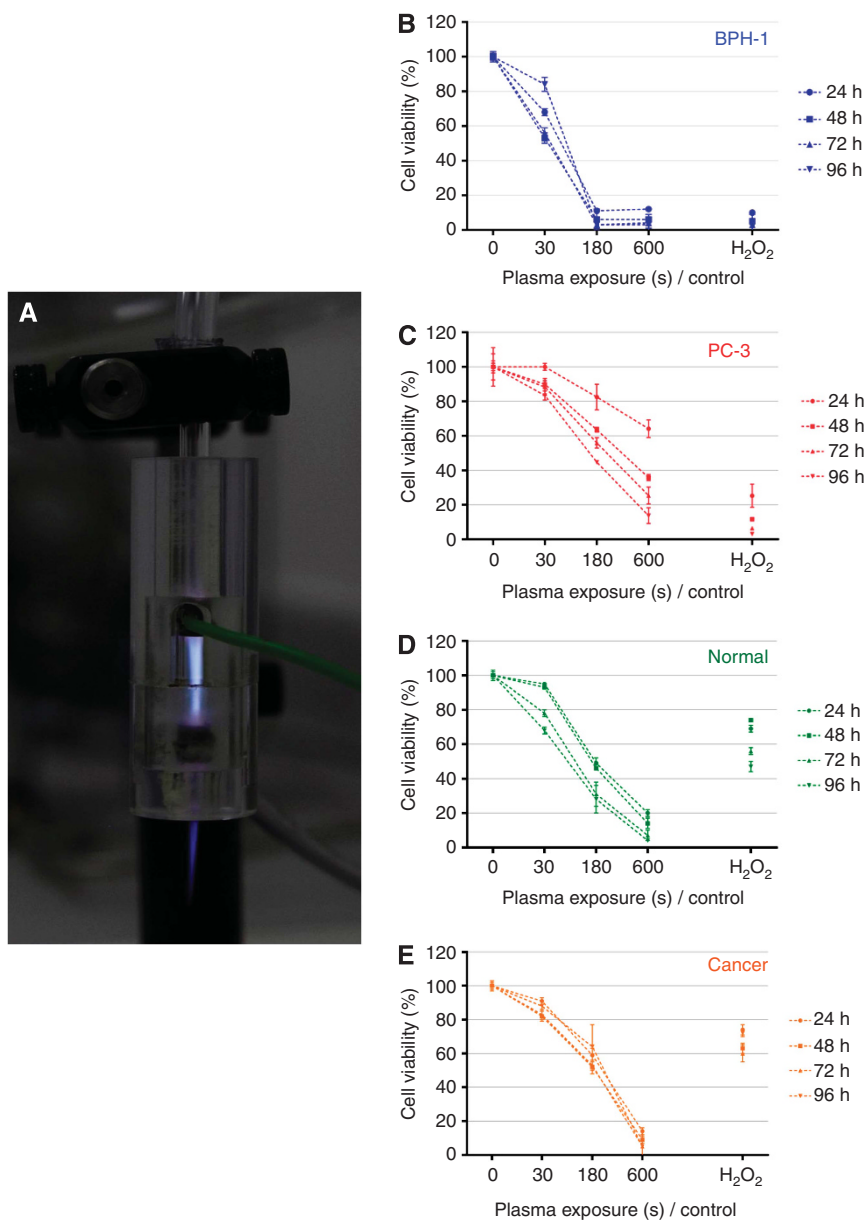 A
B
BPH-1
Cell viability (%)
120
100
80
60
40
20
0
0 30 180 600 H₂O₂
Plasma exposure (s) / control
24 h
48 h
72 h
96 h
C
PC-3
Cell viability (%)
120
100
80
60
40
20
0
0 30 180 600 H₂O₂
Plasma exposure (s) / control
24 h
48 h
72 h
96 h
D
Normal
Cell viability (%)
120
100
80
60
40
20
0
0 30 180 600 H₂O₂
Plasma exposure (s) / control
24 h
48 h
72 h
96 h
E
Cancer
Cell viability (%)
120
100
80
60
40
20
0
0 30 180 600 H₂O₂
Plasma exposure (s) / control
24 h
48 h
72 h
96 h